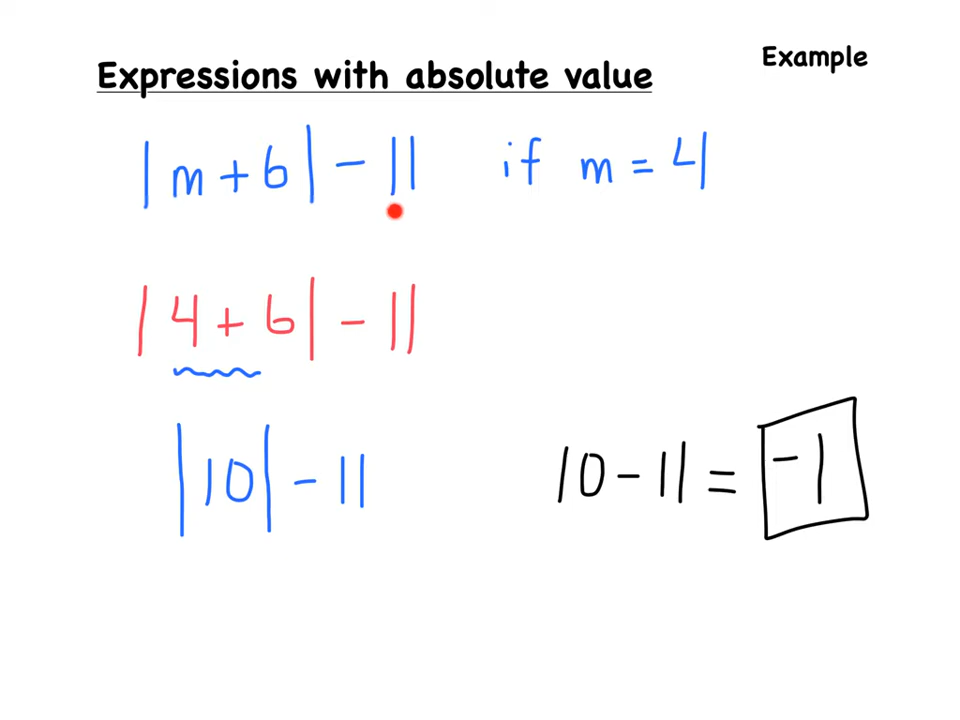 Example
Expressions with absolute value
|m + 6| - 11 if m = 4
|4 + 6| - 11
|10| - 11 10 - 11 = -1